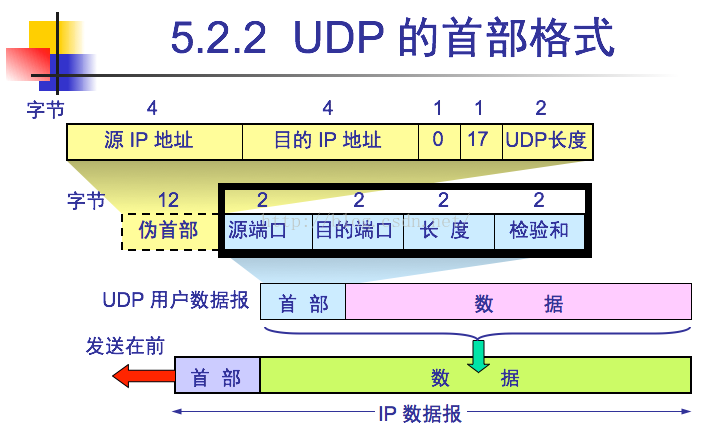 5.2.2 UDP 的首部格式
字节 4 4 1 1 2
源 IP 地址 目的 IP 地址 0 17 UDP长度
字节 12 2 2 2 2
伪首部 源端口 目的端口 长 度 检验和
UDP 用户数据报 首 部 数 据
发送在前
首 部 数 据
IP 数据报